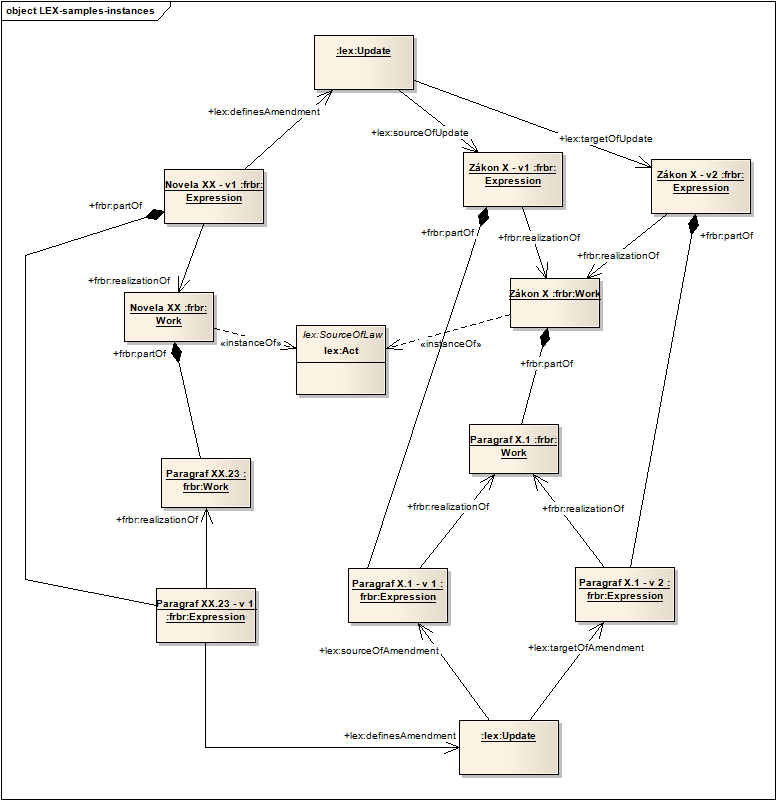 object LEX-samples-instances
:lex:Update
+lex:definesAmendment
+lex:sourceOfUpdate
+lex:targetOfUpdate
Novela XX - v1 :frbr:
Expression
Zákon X - v1 :frbr:
Expression
Zákon X - v2 :frbr:
Expression
+frbr:partOf
+frbr:partOf
+frbr:realizationOf
+frbr:partOf
+frbr:realizationOf
+frbr:realizationOf
Novela XX :frbr:
Work
Zákon X :frbr:Work
lex:SourceOfLaw
lex:Act
«instanceOf»
«instanceOf»
+frbr:partOf
+frbr:partOf
Paragraf X.1 :frbr:
Work
Paragraf XX.23 :
frbr:Work
+frbr:realizationOf
+frbr:realizationOf
+frbr:realizationOf
Paragraf X.1 - v 1 :
frbr:Expression
Paragraf X.1 - v 2 :
frbr:Expression
Paragraf XX.23 - v 1
:frbr:Expression
+lex:sourceOfAmendment
+lex:targetOfAmendment
+lex:definesAmendment
:lex:Update